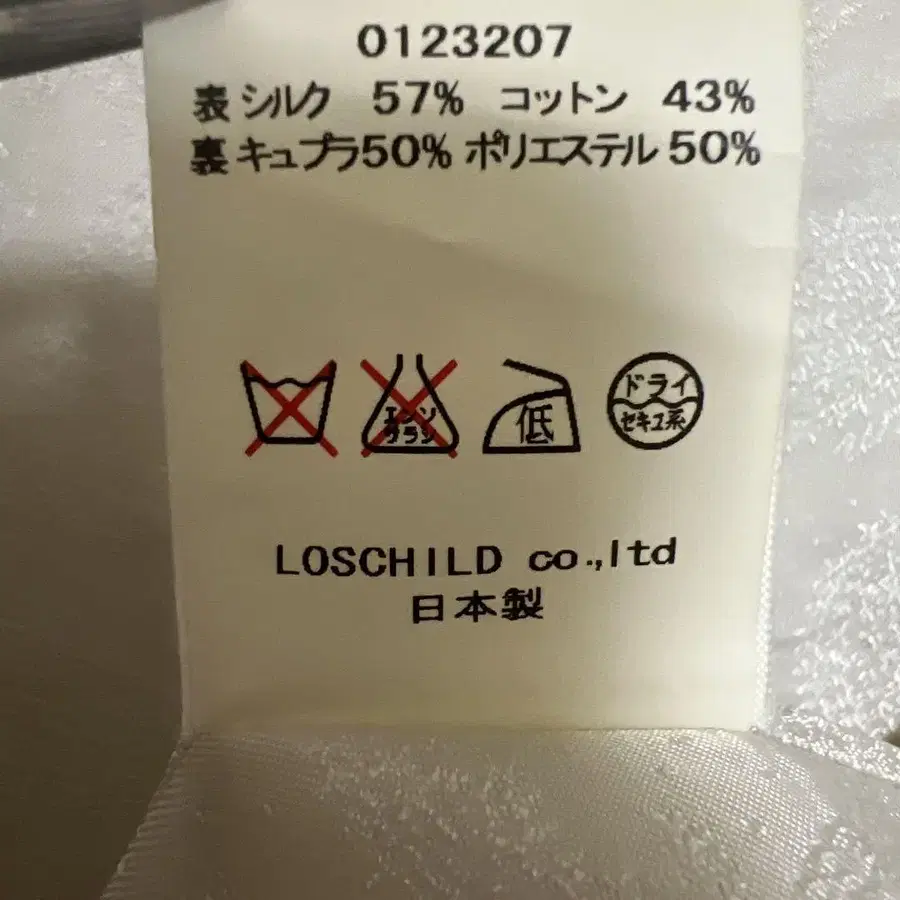 0123207
表 シルク 57% コットン 43%
裏 キュプラ50% ポリエステル 50%
エンソ
サラシ
低
ドライ
セキユ系
LOSCHILD co.,ltd
日本製